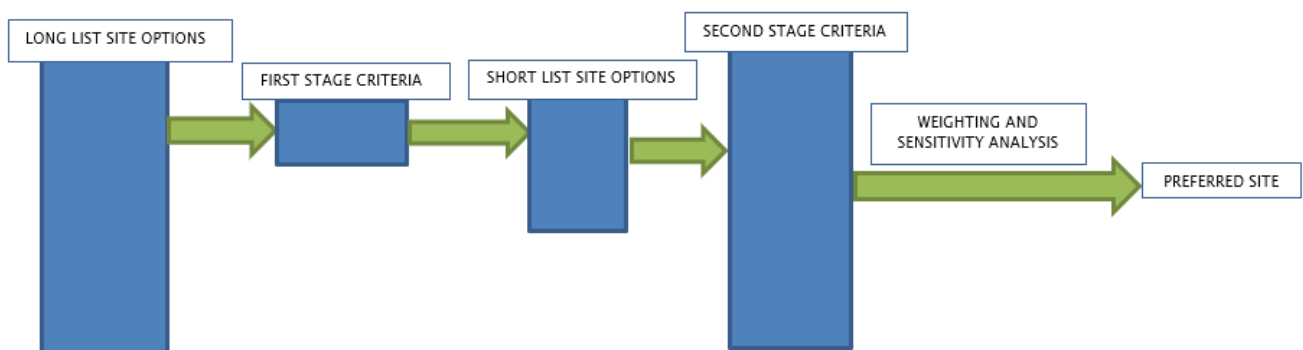 LONG LIST SITE OPTIONS
FIRST STAGE CRITERIA
SHORT LIST SITE OPTIONS
SECOND STAGE CRITERIA
WEIGHTING AND
SENSITIVITY ANALYSIS
PREFERRED SITE